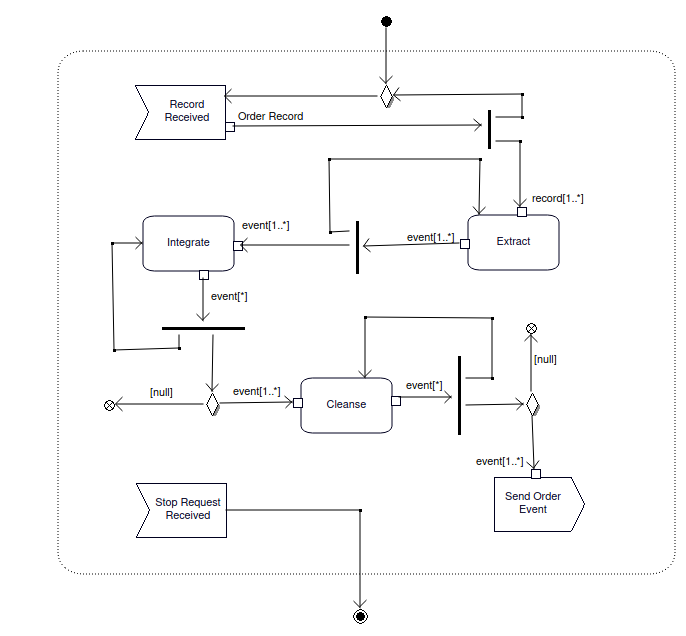 Record
Received
Order Record
record[1..*]
event[1..*]
Integrate
event[1..*]
Extract
event[*]
[null]
[null]
event[1..*]
event[*]
Cleanse
event[1..*]
Stop Request
Received
Send Order
Event